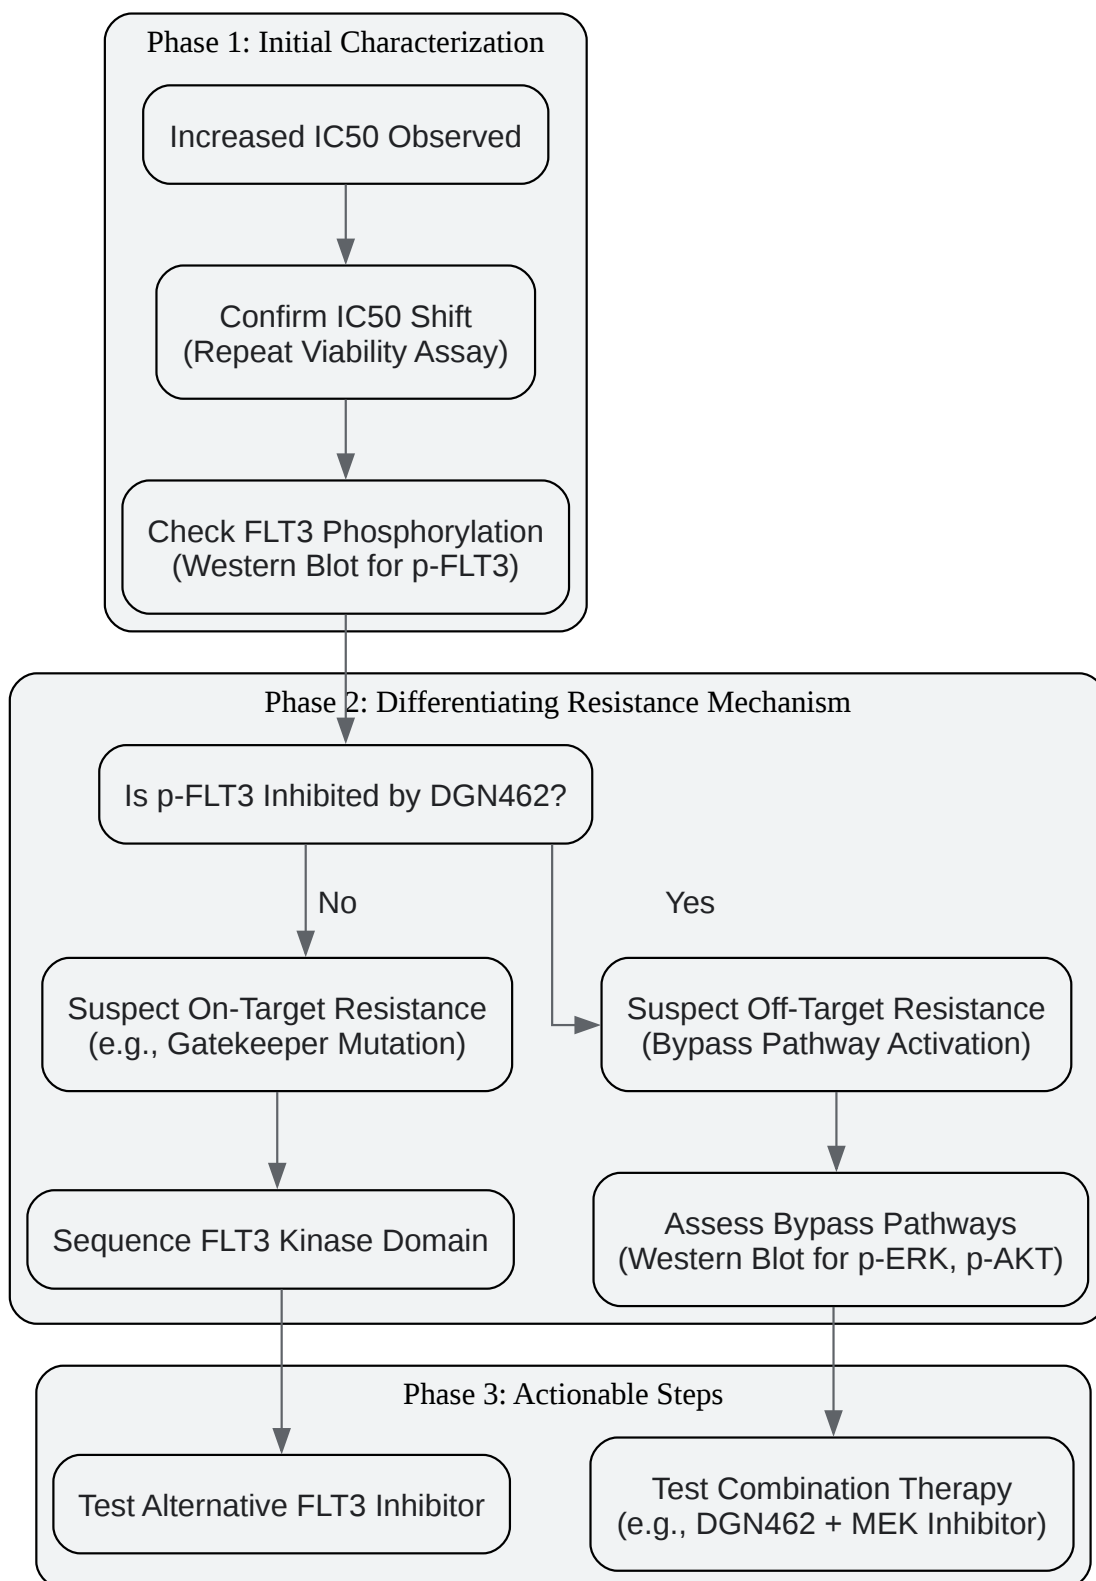 Phase 1: Initial Characterization
Increased IC50 Observed
Confirm IC50 Shift
(Repeat Viability Assay)
Check FLT3 Phosphorylation
(Western Blot for p-FLT3)
Phase 2: Differentiating Resistance Mechanism
Is p-FLT3 Inhibited by DGN462?
No
Yes
Suspect On-Target Resistance
(e.g., Gatekeeper Mutation)
Suspect Off-Target Resistance
(Bypass Pathway Activation)
Sequence FLT3 Kinase Domain
Assess Bypass Pathways
(Western Blot for p-ERK, p-AKT)
Phase 3: Actionable Steps
Test Alternative FLT3 Inhibitor
Test Combination Therapy
(e.g., DGN462 + MEK Inhibitor)